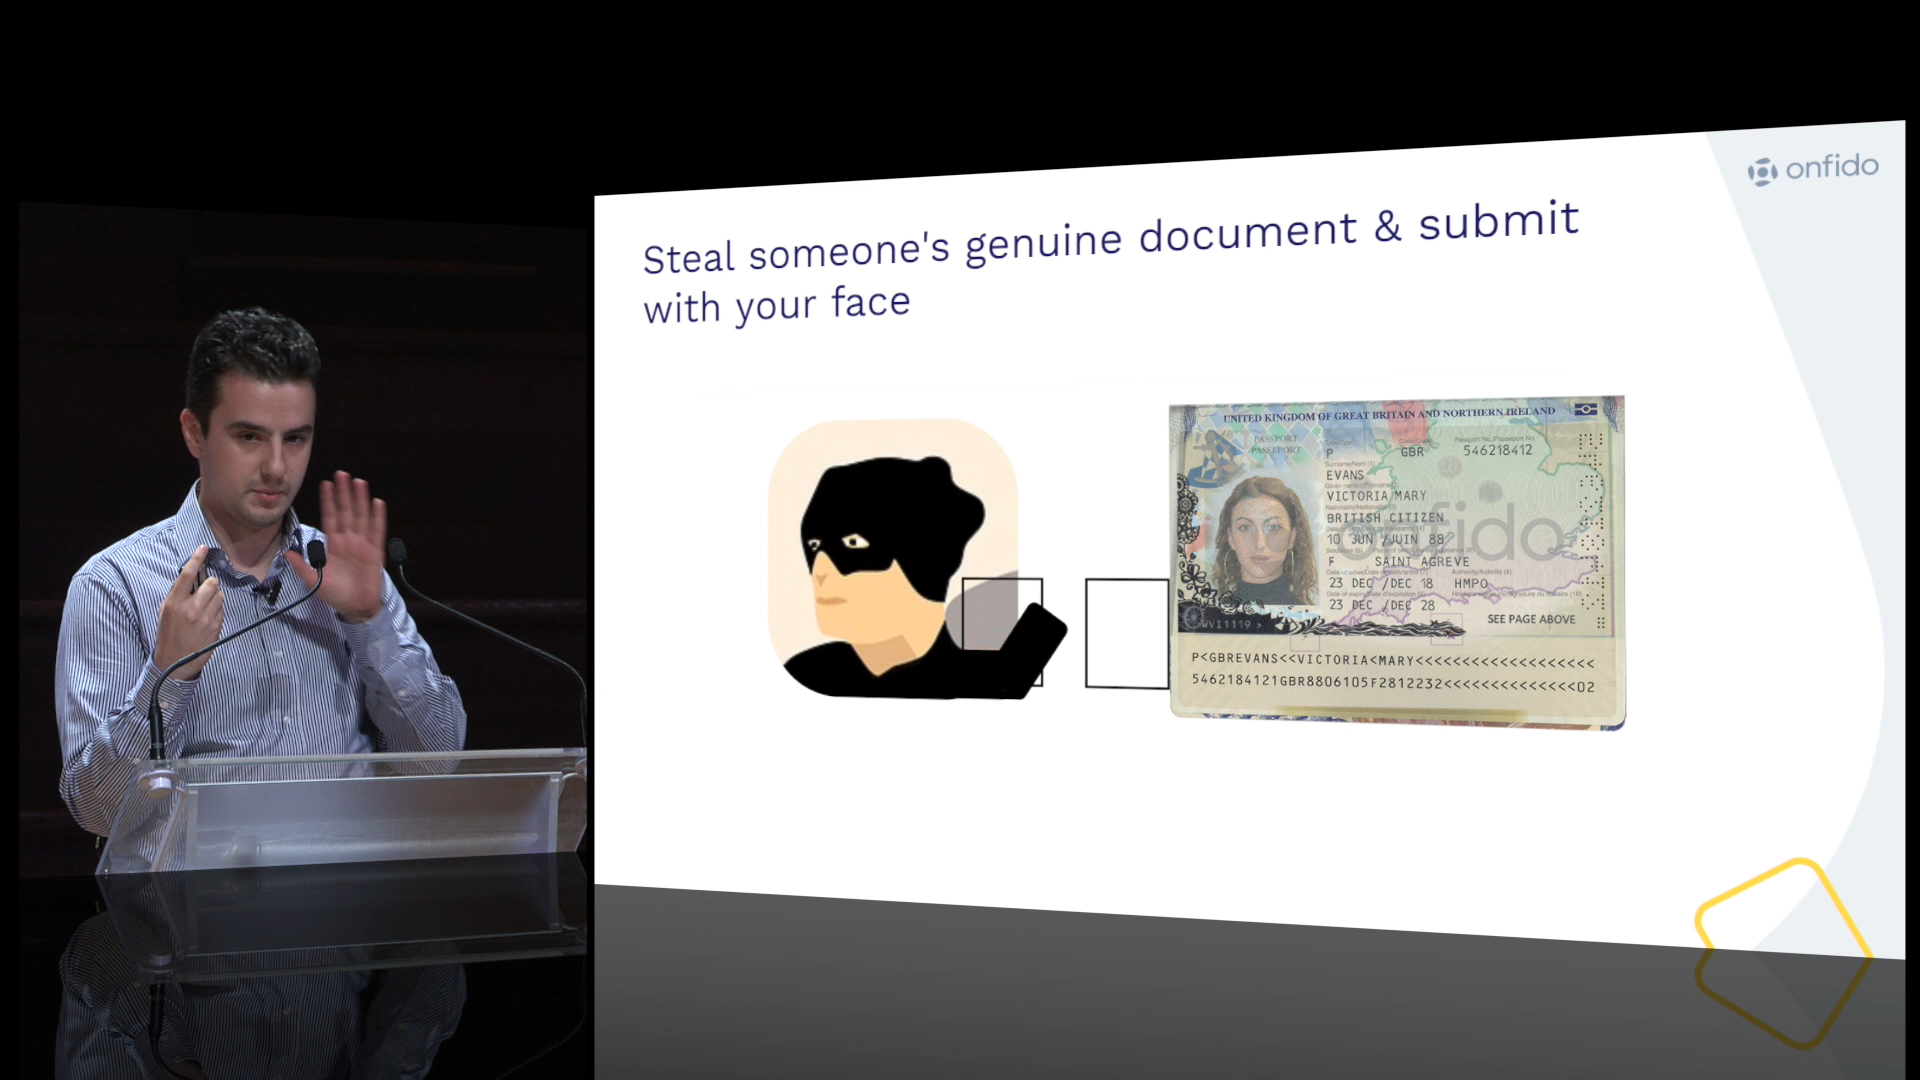 onfido
Steal someone's genuine document & submit
with your face
UNITED KINGDOM OF GREAT BRITAIN AND NORTHERN IRELAND
PASSPORT
PASSEPORT
P GBR 546218412
EVANS
VICTORIA MARY
BRITISH CITIZEN
10 JUN /JUIN 88
F SAINT AGREVE
23 DEC /DEC 18 HMPO
23 DEC /DEC 28
SEE PAGE ABOVE
onfido
P<GBREVANS<<VICTORIA<MARY<<<<<<<<<<<<<<<<<<<
5462184121GBR8806105F2812232<<<<<<<<<<<<<<02